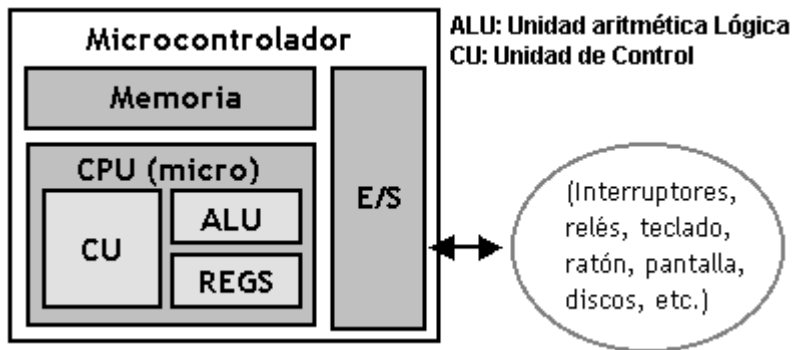 Microcontrolador
Memoria
CPU (micro)
CU
ALU
REGS
E/S
ALU: Unidad aritmética Lógica
CU: Unidad de Control
(Interruptores,
relés, teclado,
ratón, pantalla,
discos, etc.)